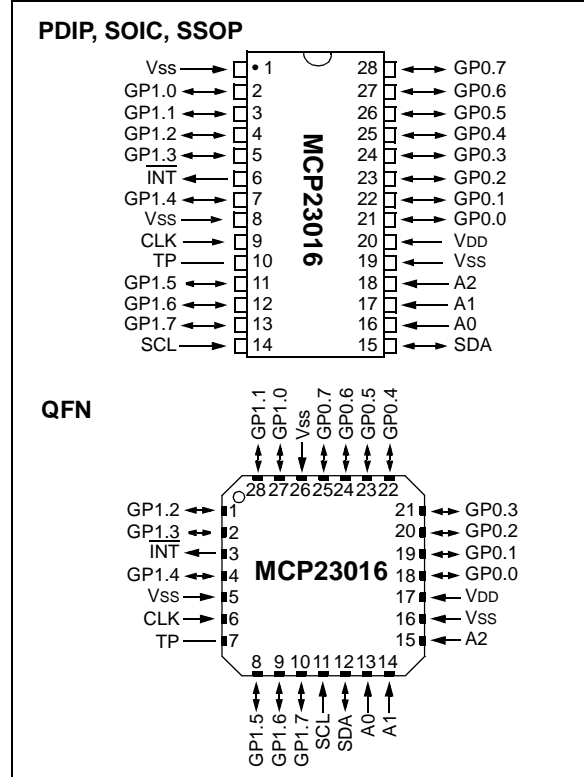 PDIP, SOIC, SSOP
Vss 1 28 GP0.7
GP1.0 2 27 GP0.6
GP1.1 3 26 GP0.5
GP1.2 4 25 GP0.4
GP1.3 5 24 GP0.3
INT 6 23 GP0.2
GP1.4 7 22 GP0.1
Vss 8 21 GP0.0
CLK 9 20 VDD
TP 10 19 Vss
GP1.5 11 18 A2
GP1.6 12 17 A1
GP1.7 13 16 A0
SCL 14 15 SDA
MCP23016
QFN
GP1.1 GP1.0 Vss GP0.7 GP0.6 GP0.5 GP0.4
28 27 26 25 24 23 22
GP1.2 1 21 GP0.3
GP1.3 2 20 GP0.2
INT 3 19 GP0.1
MCP23016
GP1.4 4 18 GP0.0
Vss 5 17 VDD
CLK 6 16 Vss
TP 7 15 A2
8 9 10 11 12 13 14
GP1.5 GP1.6 GP1.7 SCL SDA A0 A1